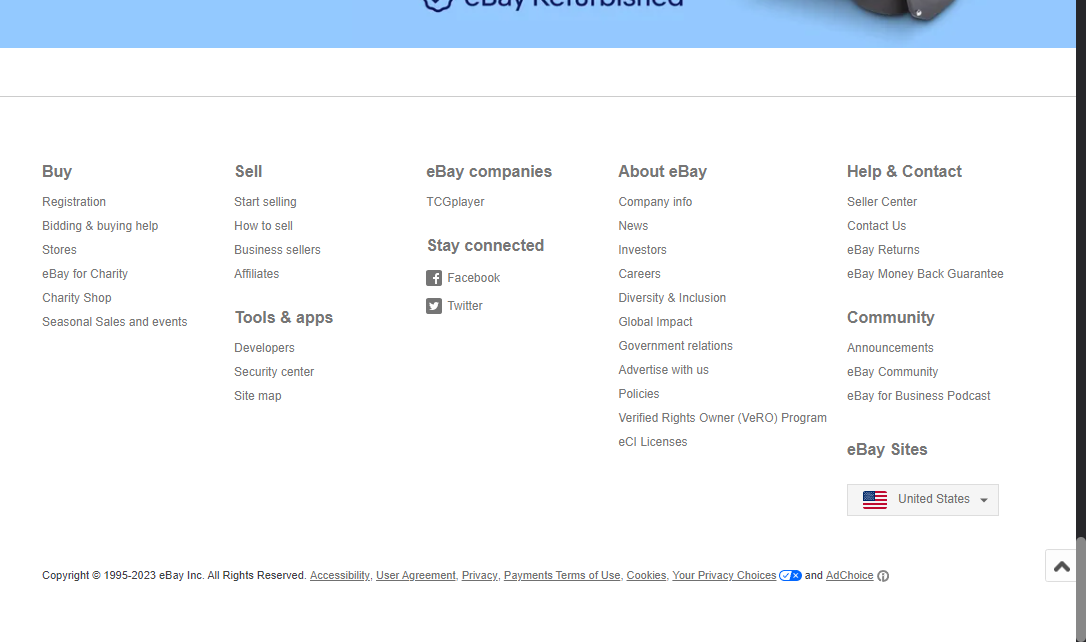 eBay Refurbished
Buy
Registration
Bidding & buying help
Stores
eBay for Charity
Charity Shop
Seasonal Sales and events
Sell
Start selling
How to sell
Business sellers
Affiliates
Tools & apps
Developers
Security center
Site map
eBay companies
TCGplayer
Stay connected
Facebook
Twitter
About eBay
Company info
News
Investors
Careers
Diversity & Inclusion
Global Impact
Government relations
Advertise with us
Policies
Verified Rights Owner (VeRO) Program
eCI Licenses
Help & Contact
Seller Center
Contact Us
eBay Returns
eBay Money Back Guarantee
Community
Announcements
eBay Community
eBay for Business Podcast
eBay Sites
United States
Copyright © 1995-2023 eBay Inc. All Rights Reserved. Accessibility, User Agreement, Privacy, Payments Terms of Use, Cookies, Your Privacy Choices and AdChoice